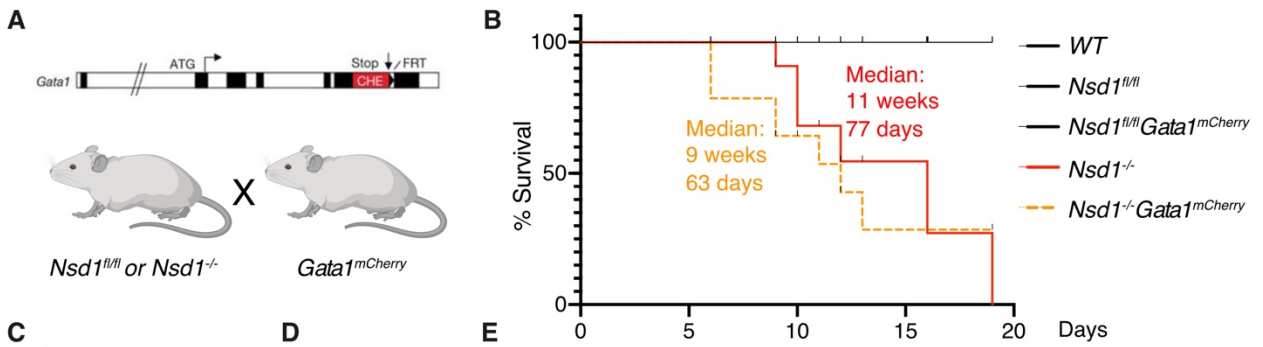 A
ATG
Stop
FRT
Gata1
CHE
X
Nsd1fl/fl or Nsd1-/-
Gata1mCherry
B
100
50
0
% Survival
0
5
10
15
20
Days
Median:
11 weeks
77 days
Median:
9 weeks
63 days
WT
Nsd1fl/fl
Nsd1fl/flGata1mCherry
Nsd1-/-
Nsd1-/-Gata1mCherry
C
D
E